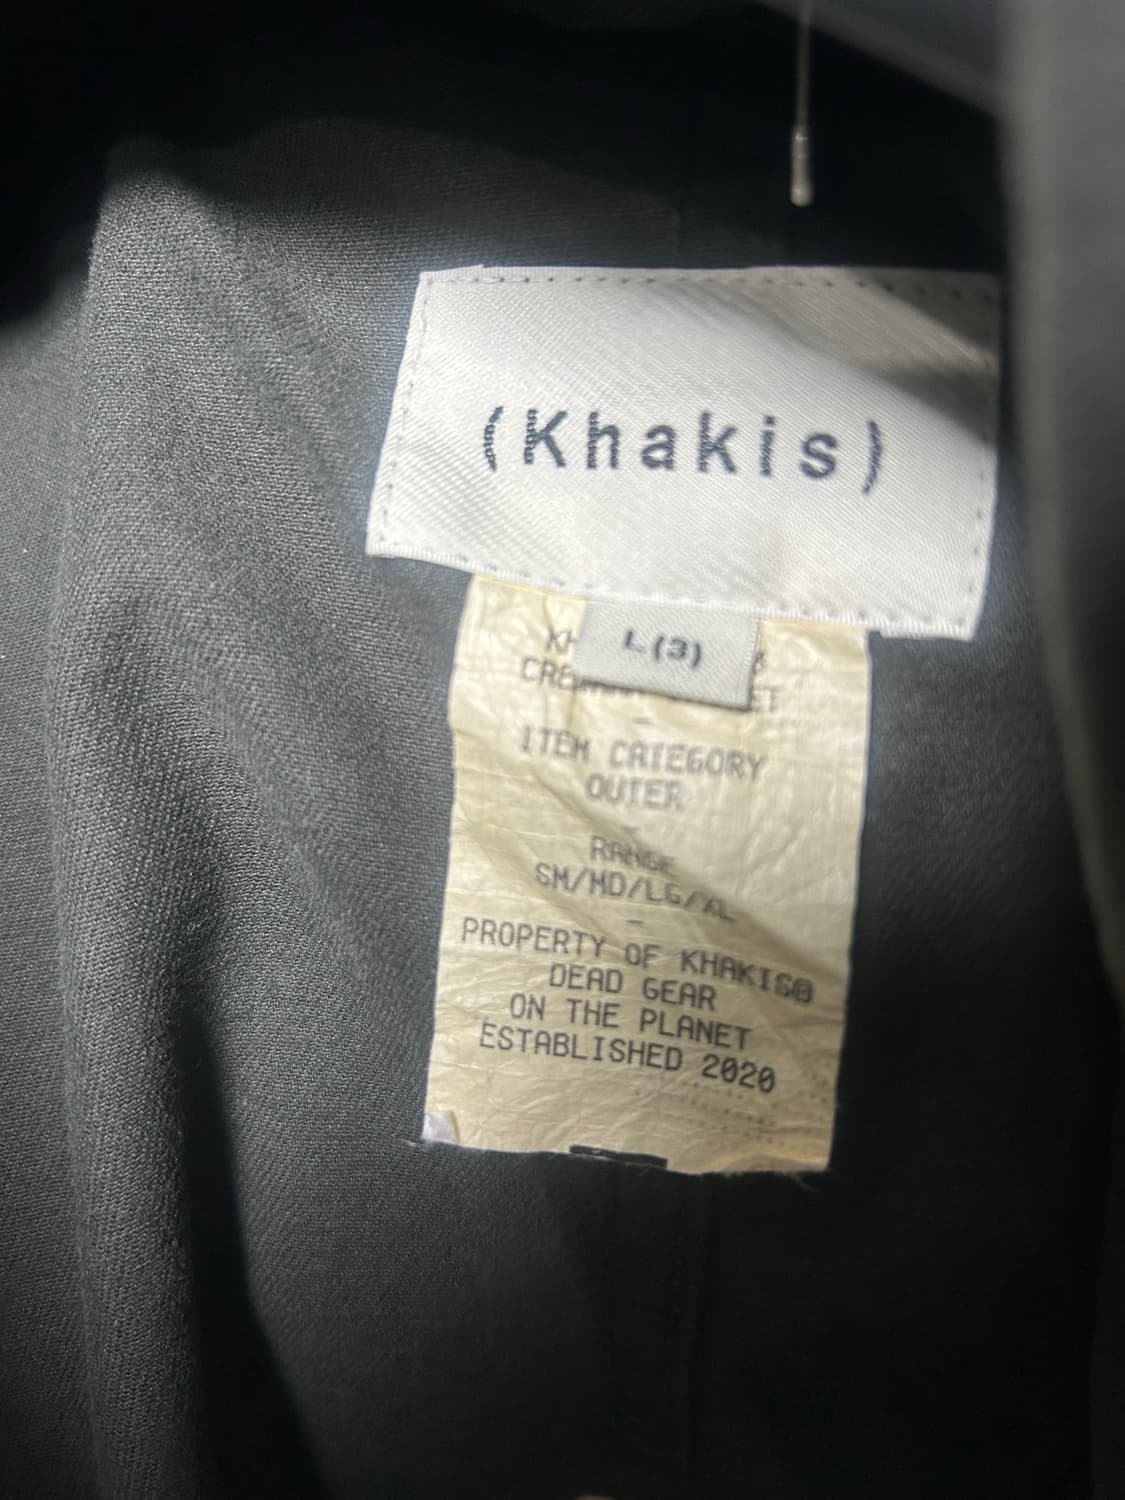 (Khakis)
L(3)
ITEM CATEGORY
OUTER
-
RANGE
SM/MD/LG/XL
-
PROPERTY OF KHAKIS®
DEAD GEAR
ON THE PLANET
ESTABLISHED 2020